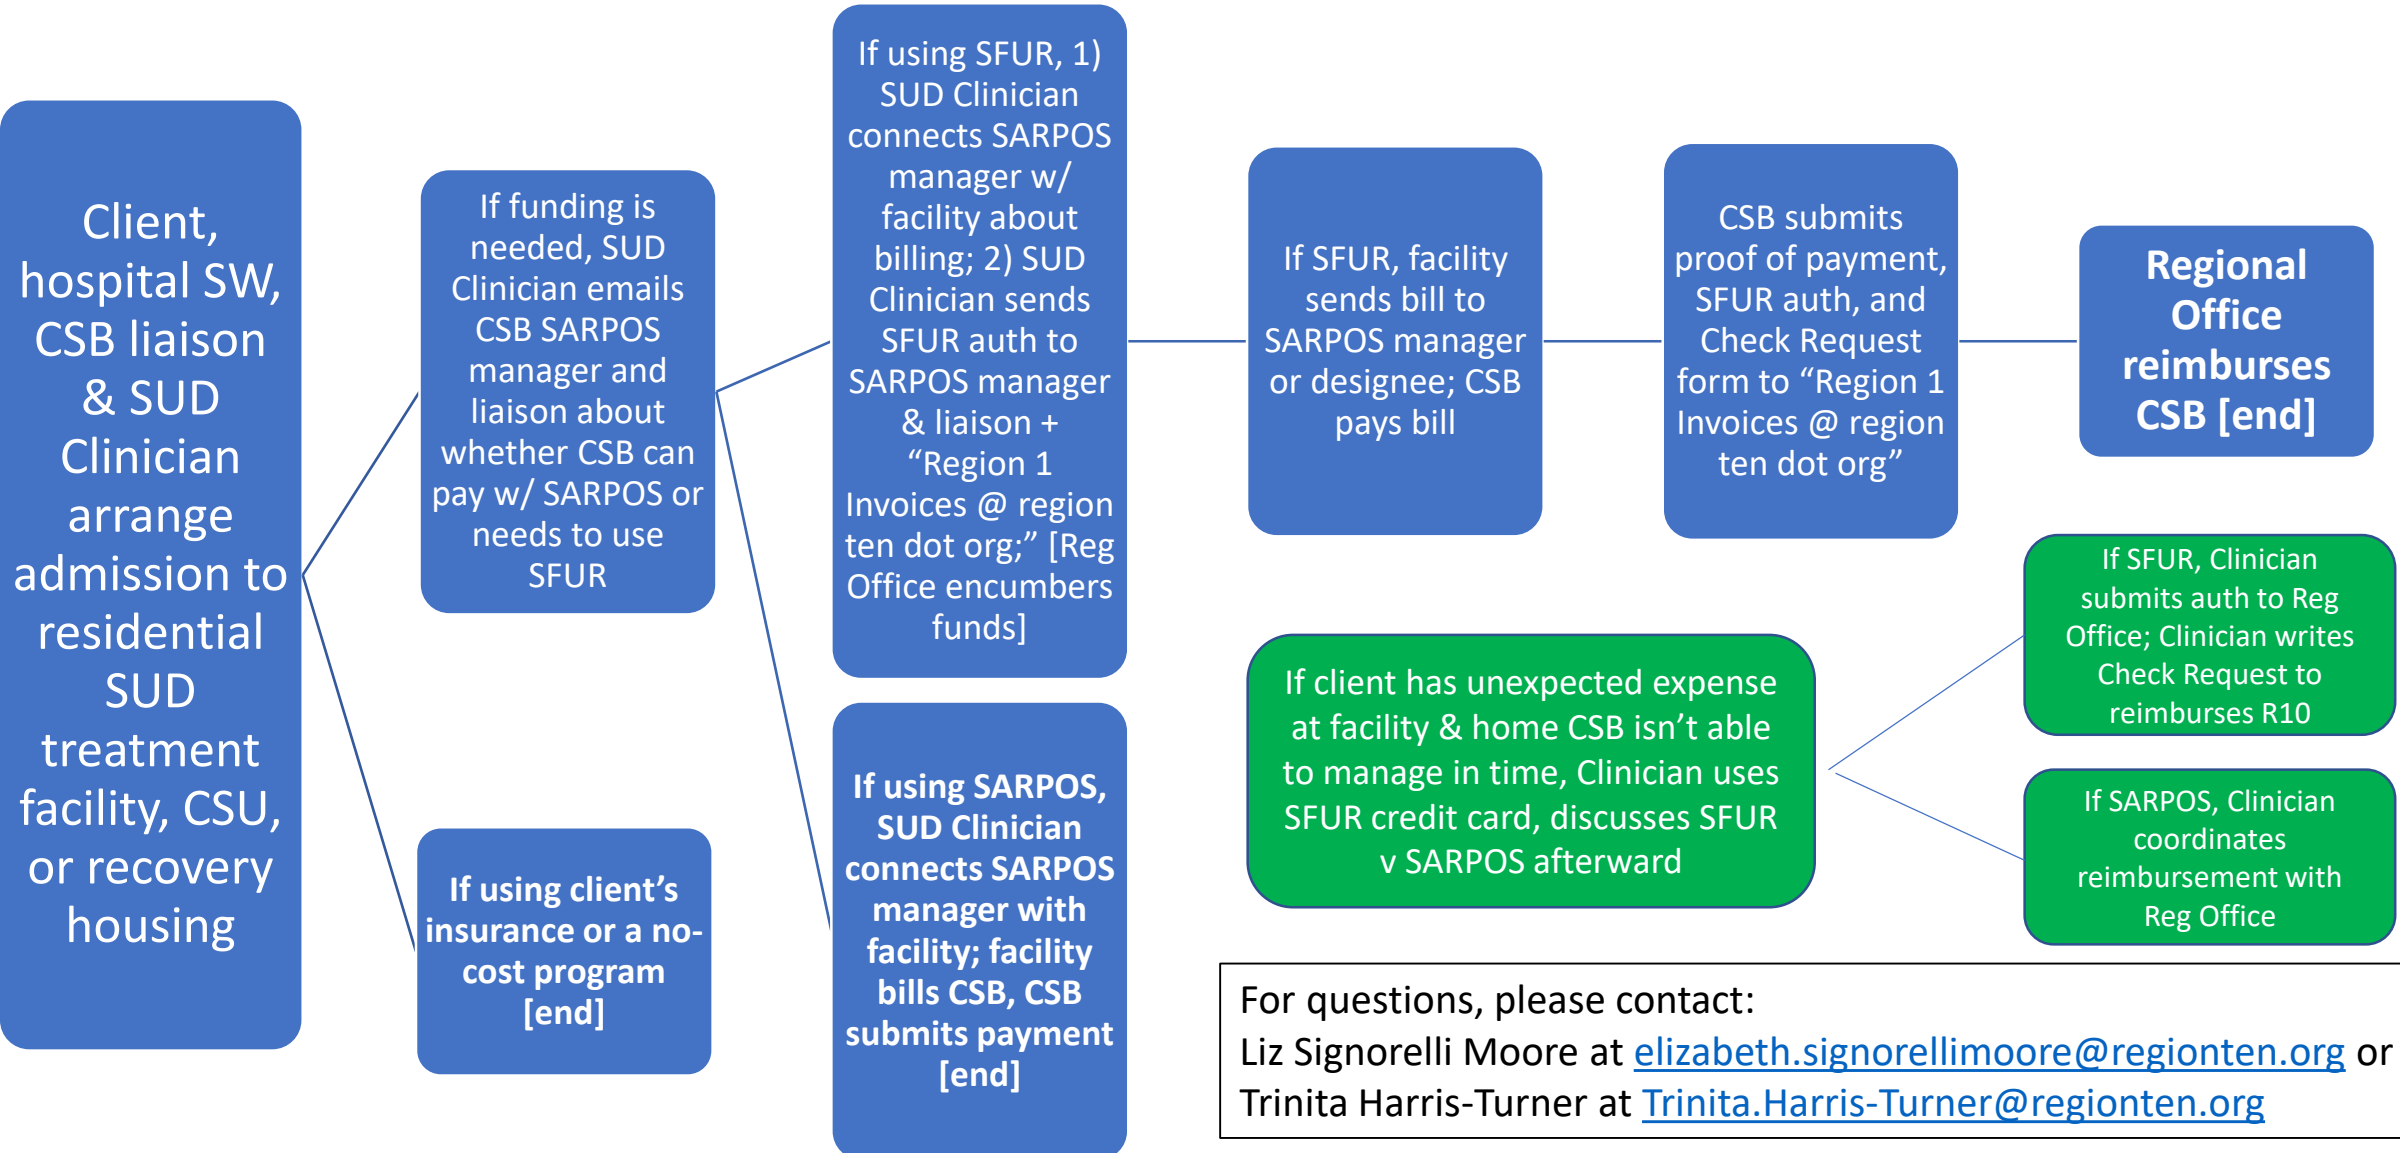 Client,
hospital SW,
CSB liaison
& SUD
Clinician
arrange
admission to
residential
SUD
treatment
facility, CSU,
or recovery
housing
If funding is
needed, SUD
Clinician emails
CSB SARPOS
manager and
liaison about
whether CSB can
pay w/ SARPOS or
needs to use
SFUR
If using client’s
insurance or a no-
cost program
[end]
If using SFUR, 1)
SUD Clinician
connects SARPOS
manager w/
facility about
billing; 2) SUD
Clinician sends
SFUR auth to
SARPOS manager
& liaison +
“Region 1
Invoices @ region
ten dot org;” [Reg
Office encumbers
funds]
If using SARPOS,
SUD Clinician
connects SARPOS
manager with
facility; facility
bills CSB, CSB
submits payment
[end]
If SFUR, facility
sends bill to
SARPOS manager
or designee; CSB
pays bill
CSB submits
proof of payment,
SFUR auth, and
Check Request
form to “Region 1
Invoices @ region
ten dot org”
Regional
Office
reimburses
CSB [end]
If client has unexpected expense
at facility & home CSB isn’t able
to manage in time, Clinician uses
SFUR credit card, discusses SFUR
v SARPOS afterward
If SFUR, Clinician
submits auth to Reg
Office; Clinician writes
Check Request to
reimburses R10
If SARPOS, Clinician
coordinates
reimbursement with
Reg Office
For questions, please contact:
Liz Signorelli Moore at elizabeth.signorellimoore@regionten.org or
Trinita Harris-Turner at Trinita.Harris-Turner@regionten.org